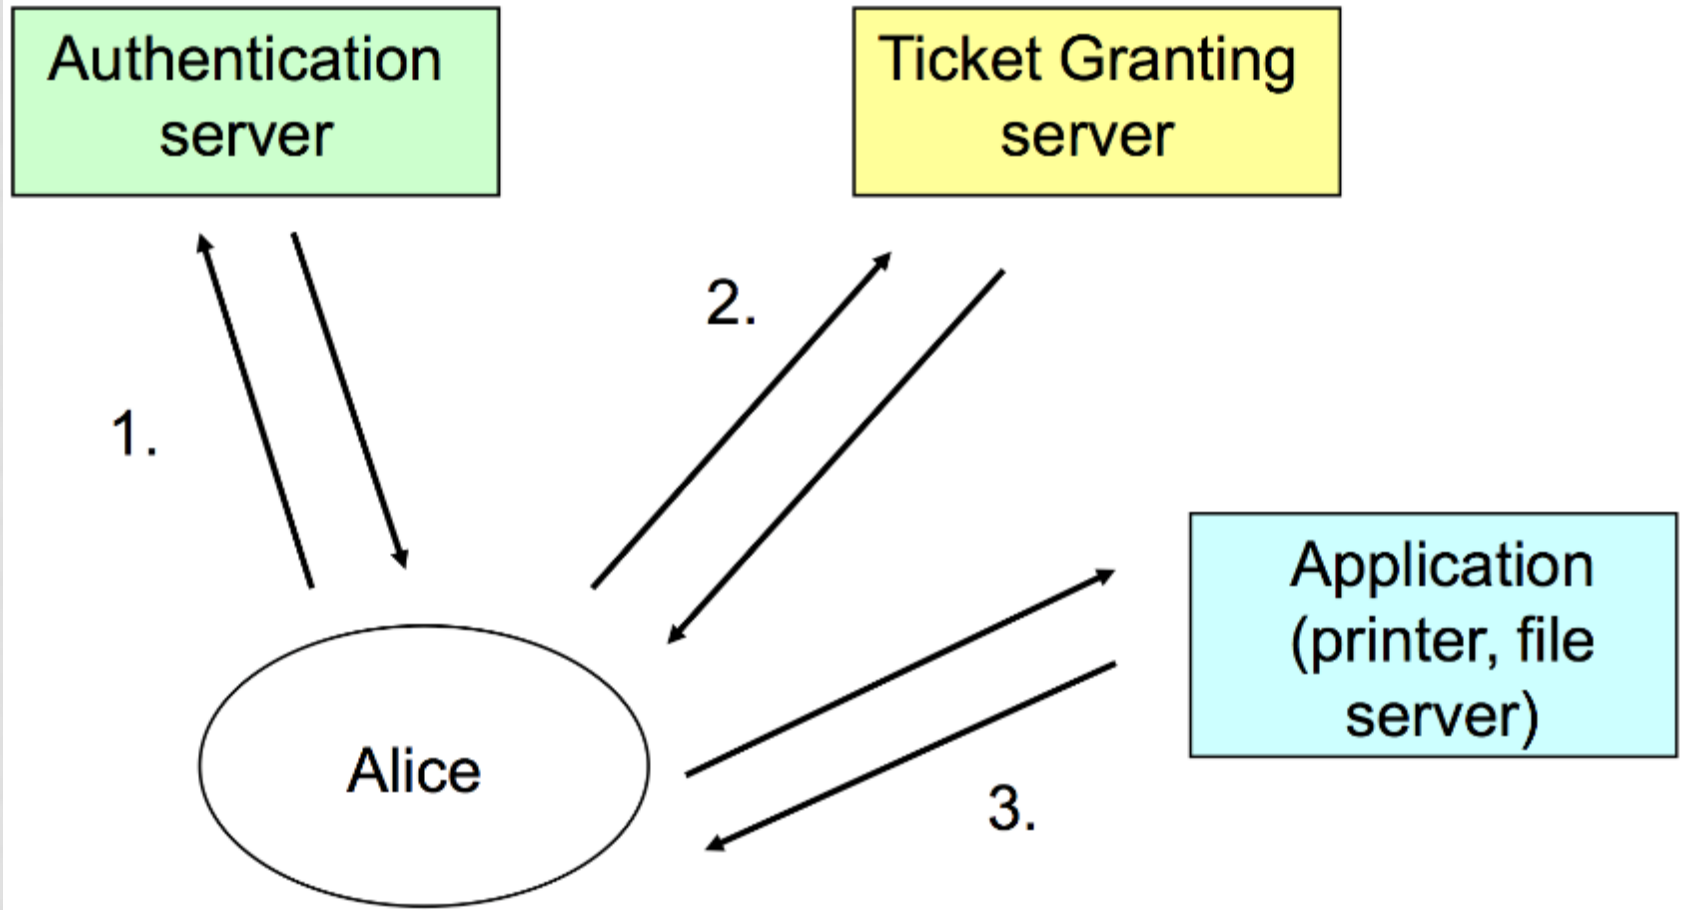 Authentication
server
Ticket Granting
server
2.
1.
Application
(printer, file
server)
Alice
3.